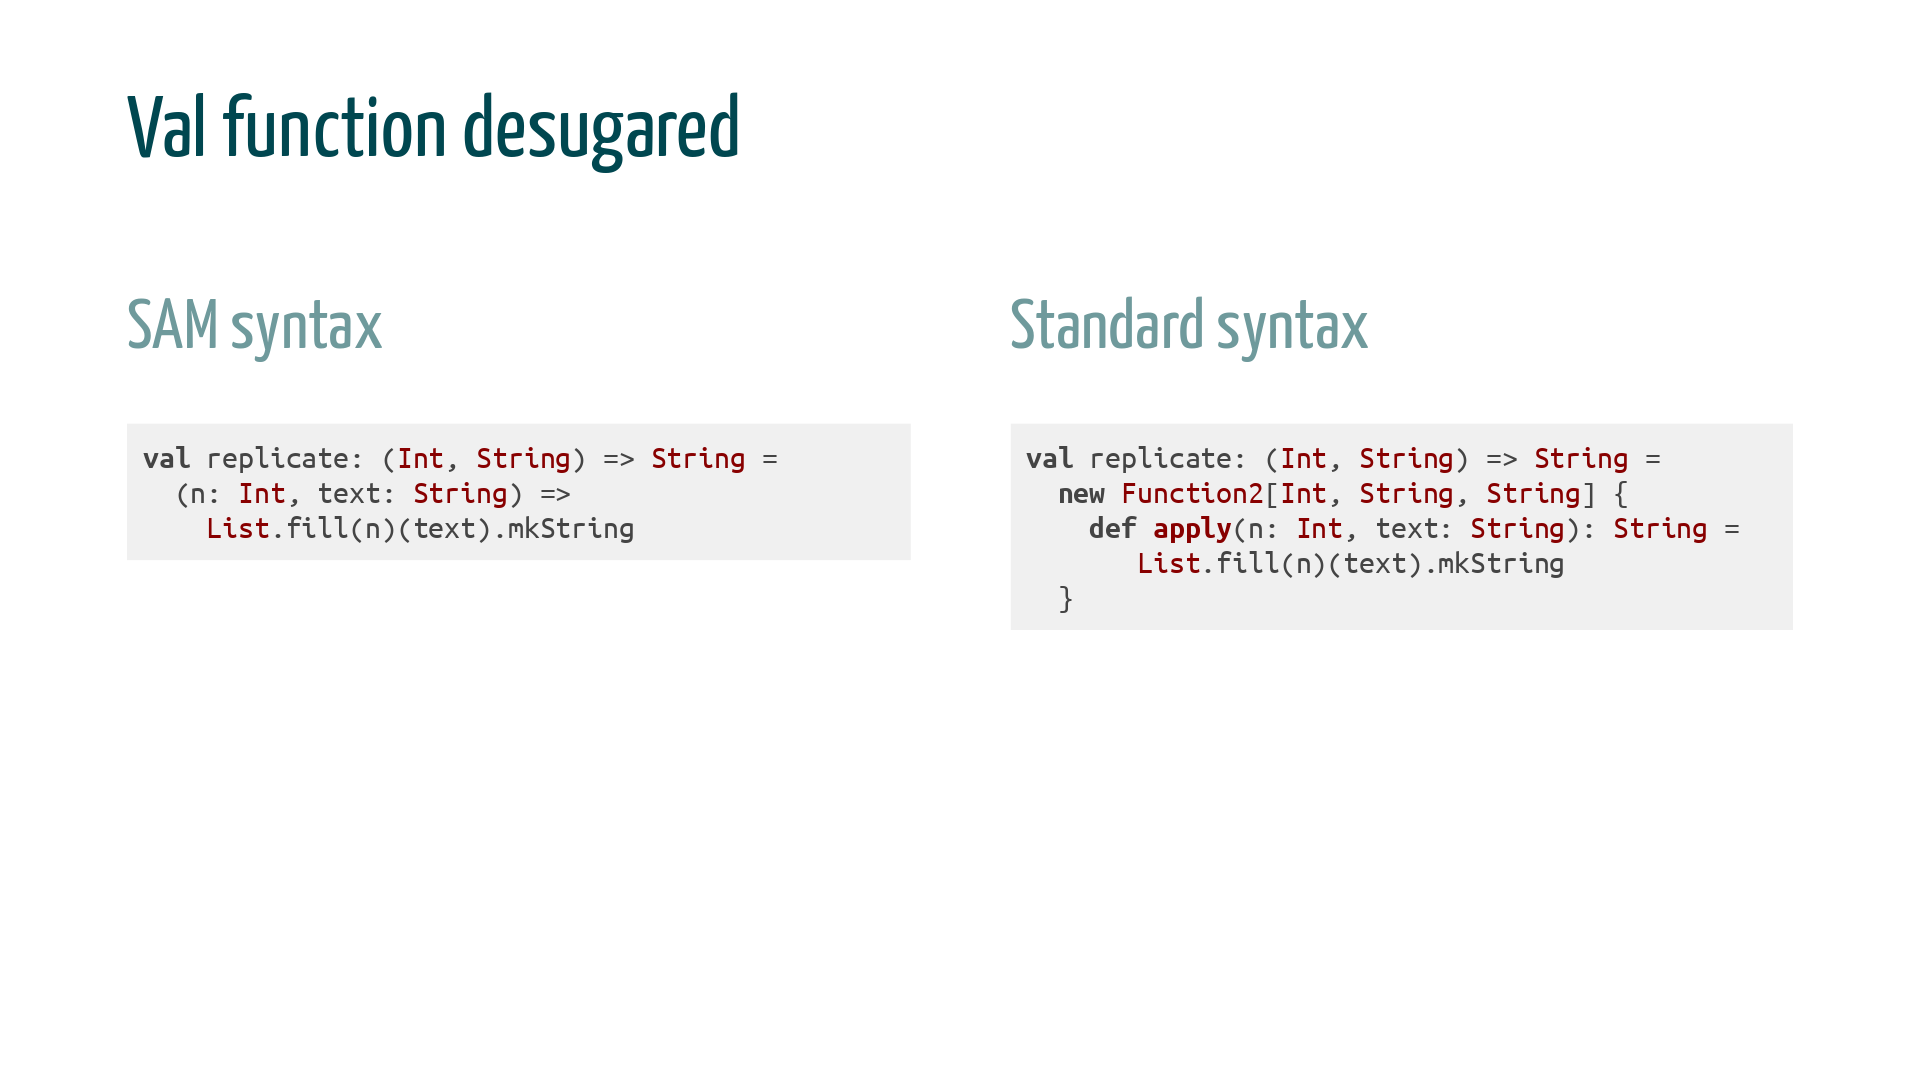 Val function desugared
SAM syntax
val replicate: (Int, String) => String =
  (n: Int, text: String) =>
    List.fill(n)(text).mkString
Standard syntax
val replicate: (Int, String) => String =
  new Function2[Int, String, String] {
    def apply(n: Int, text: String): String =
       List.fill(n)(text).mkString
  }